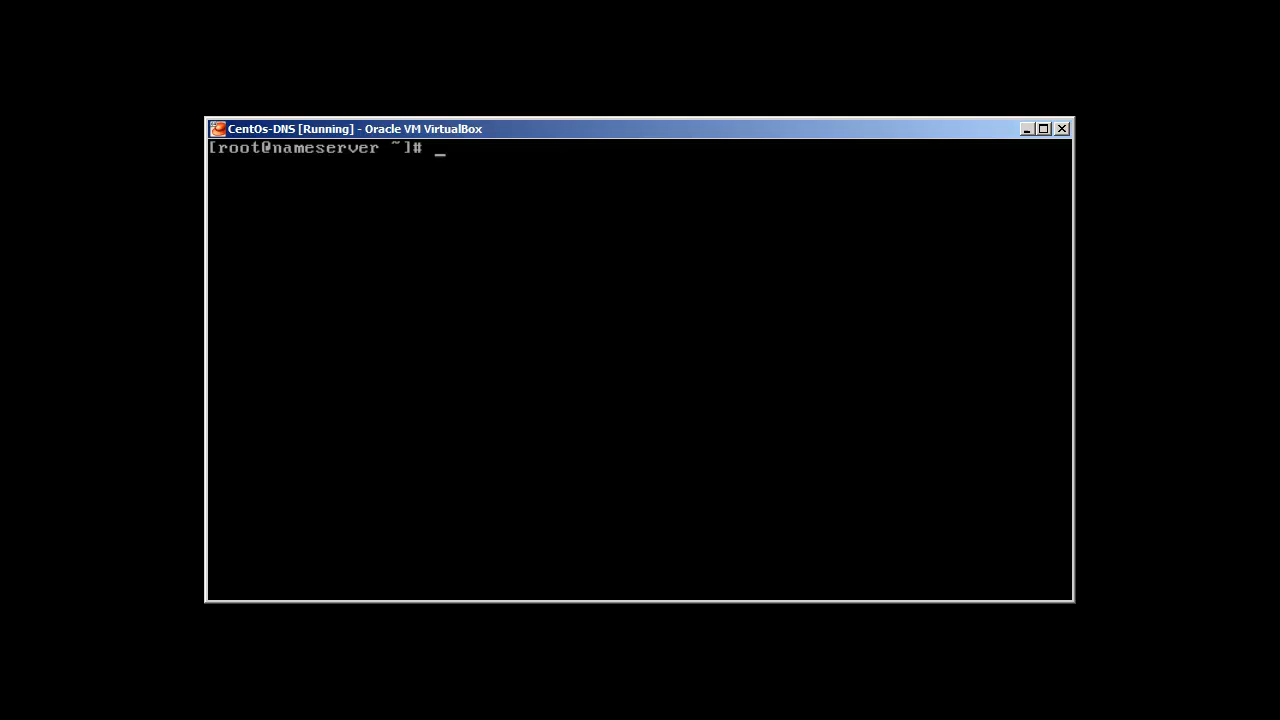 CentOs-DNS [Running] - Oracle VM VirtualBox
[root@nameserver ~]# _